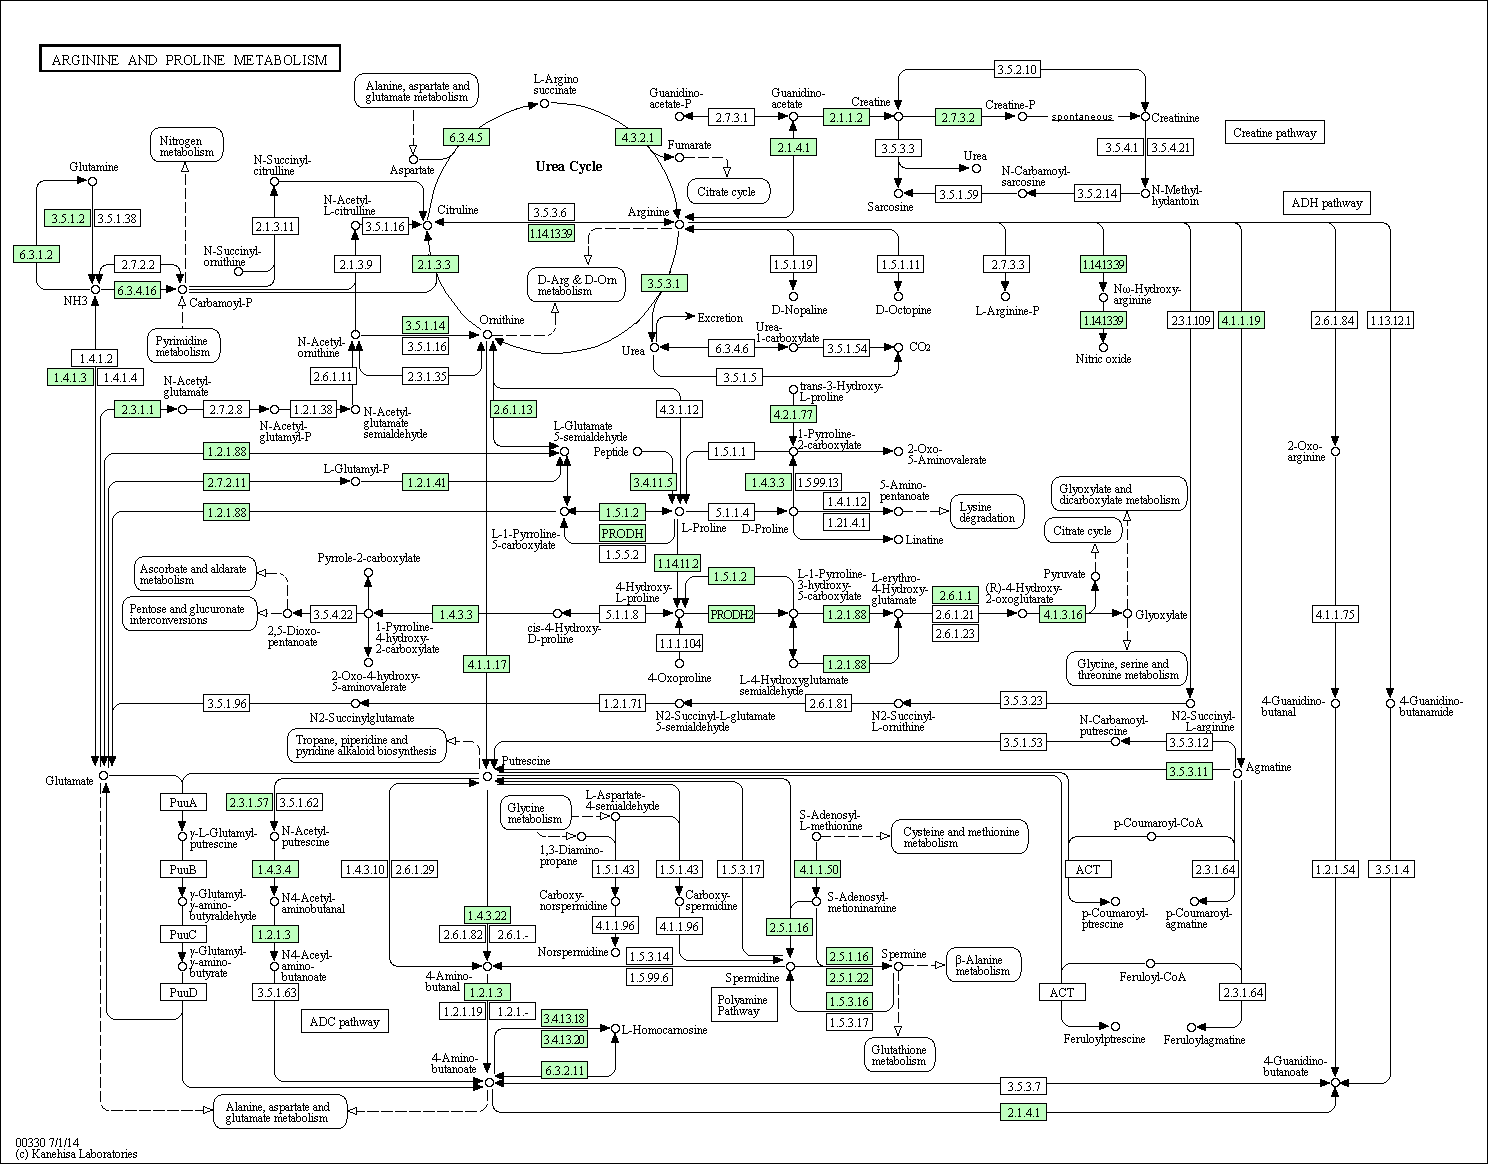 ARGININE AND PROLINE METABOLISM
Alanine, aspartate and
glutamate metabolism
L-Argino
succinate
Guanidino-
acetate-P
Guanidino-
acetate
Creatine
3.5.2.10
Creatine-P
2.7.3.1
2.1.1.2
2.7.3.2
spontaneous
Creatinine
Creatine pathway
Nitrogen
metabolism
6.3.4.5
4.3.2.1
Fumarate
2.1.4.1
3.5.3.3
3.5.4.1
3.5.4.21
Urea
Urea Cycle
Aspartate
Citrate cycle
Glutamine
N-Succinyl-
citrulline
N-Carbamoyl-
sarcosine
3.5.1.59
3.5.2.14
Sarcosine
N-Methyl-
hydantoin
N-Acetyl-
L-citrulline
Citruline
3.5.3.6
Arginine
ADH pathway
3.5.1.2
3.5.1.38
2.1.3.11
3.5.1.16
1.14.13.39
6.3.1.2
N-Succinyl-
ornithine
2.7.2.2
2.1.3.9
2.1.3.3
D-Arg & D-Orn
metabolism
3.5.3.1
1.5.1.19
1.5.1.11
2.7.3.3
1.14.13.39
NH3
6.3.4.16
Carbamoyl-P
D-Nopaline
D-Octopine
L-Arginine-P
Nω-Hydroxy-
arginine
Ornithine
Excretion
3.5.1.14
3.5.1.16
Urea-
1-carboxylate
1.14.13.39
2.3.1.109
4.1.1.19
2.6.1.84
1.13.12.1
Pyrimidine
metabolism
N-Acetyl-
ornithine
Urea
6.3.4.6
3.5.1.54
CO2
Nitric oxide
1.4.1.2
1.4.1.3
1.4.1.4
2.6.1.11
2.3.1.35
3.5.1.5
N-Acetyl-
glutamate
trans-3-Hydroxy-
L-proline
2.3.1.1
2.7.2.8
1.2.1.38
2.6.1.13
4.3.1.12
4.2.1.77
N-Acetyl-
glutamyl-P
N-Acetyl-
glutamate
semialdehyde
L-Glutamate
5-semialdehyde
1-Pyrroline-
2-carboxylate
1.2.1.88
Peptide
1.5.1.1
2-Oxo-
5-Aminovalerate
2-Oxo-
arginine
L-Glutamyl-P
2.7.2.11
1.2.1.41
3.4.11.5
1.4.3.3
1.5.99.13
5-Amino-
pentanoate
1.4.1.12
1.21.4.1
Glyoxylate and
dicarboxylate metabolism
1.2.1.88
1.5.1.2
PRODH
1.5.5.2
L-Proline
5.1.1.4
D-Proline
Lysine
degradation
Citrate cycle
L-1-Pyrroline-
5-carboxylate
Linatine
Ascorbate and aldarate
metabolism
Pyrrole-2-carboxylate
1.14.11.2
1.5.1.2
L-1-Pyrroline-
3-hydroxy-
5-carboxylate
L-erythro-
4-Hydroxy-
glutamate
Pyruvate
4-Hydroxy-
L-proline
2.6.1.1
2.6.1.21
2.6.1.23
(R)-4-Hydroxy-
2-oxoglutarate
Pentose and glucuronate
interconversions
3.5.4.22
1.4.3.3
5.1.1.8
PRODH2
1.2.1.88
4.1.3.16
Glyoxylate
4.1.1.75
2,5-Dioxo-
pentanoate
1-Pyrroline-
4-hydroxy-
2-carboxylate
cis-4-Hydroxy-
D-proline
1.1.1.104
4.1.1.17
1.2.1.88
Glycine, serine and
threonine metabolism
2-Oxo-4-hydroxy-
5-aminovalerate
4-Oxoproline
L-4-Hydroxyglutamate
semialdehyde
3.5.1.96
N2-Succinylglutamate
1.2.1.71
N2-Succinyl-L-glutamate
5-semialdehyde
2.6.1.81
N2-Succinyl-
L-ornithine
3.5.3.23
N2-Succinyl-
L-arginine
4-Guanidino-
butanal
4-Guanidino-
butanamide
N-Carbamoyl-
putrescine
Tropane, piperidine and
pyridine alkaloid biosynthesis
3.5.1.53
3.5.3.12
Putrescine
3.5.3.11
Agmatine
Glutamate
PuuA
2.3.1.57
3.5.1.62
Glycine
metabolism
L-Aspartate-
4-semialdehyde
S-Adenosyl-
L-methionine
Cysteine and methionine
metabolism
p-Coumaroyl-CoA
γ-L-Glutamyl-
putrescine
N-Acetyl-
putrescine
1,3-Diamino-
propane
PuuB
1.4.3.4
1.4.3.10
2.6.1.29
1.5.1.43
1.5.1.43
1.5.3.17
4.1.1.50
ACT
2.3.1.64
1.2.1.54
3.5.1.4
γ-Glutamyl-
γ-amino-
butyraldehyde
N4-Acetyl-
aminobutanal
Carboxy-
norspermidine
Carboxy-
spermidine
S-Adenosyl-
metioninamine
p-Coumaroyl-
ptrescine
p-Coumaroyl-
agmatine
1.4.3.22
2.6.1.82
2.6.1.-
PuuC
1.2.1.3
4.1.1.96
4.1.1.96
2.5.1.16
γ-Glutamyl-
γ-amino-
butyrate
N4-Aceyl-
amino-
butanoate
Norspermidine
1.5.3.14
1.5.99.6
2.5.1.16
2.5.1.22
Spermine
β-Alanine
metabolism
4-Amino-
butanal
Spermidine
Feruloyl-CoA
PuuD
3.5.1.63
1.2.1.3
1.2.1.19
1.2.1.-
Polyamine
Pathway
1.5.3.16
1.5.3.17
ACT
2.3.1.64
ADC pathway
3.4.13.18
3.4.13.20
L-Homocarnosine
Feruloylptrescine
Feruloylagmatine
Glutathione
metabolism
4-Amino-
butanoate
6.3.2.11
4-Guanidino-
butanoate
3.5.3.7
2.1.4.1
Alanine, aspartate and
glutamate metabolism
00330 7/1/14
(c) Kanehisa Laboratories